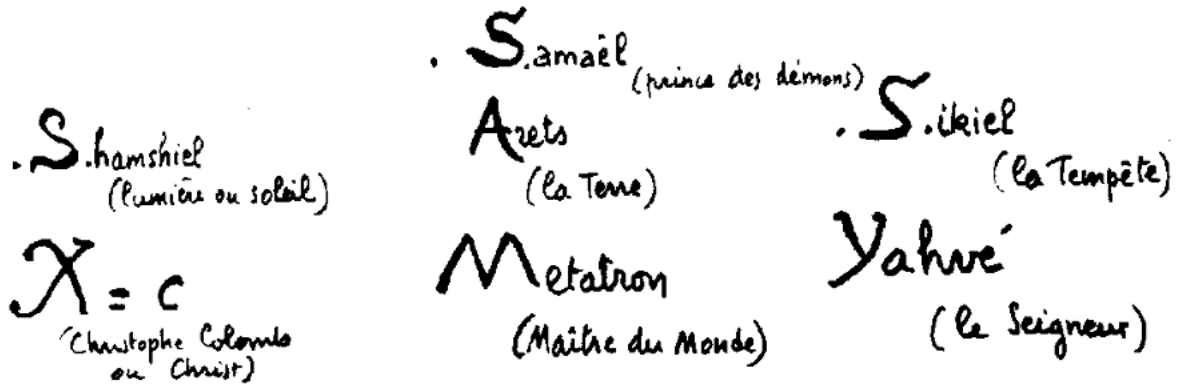 . S.amaël
(prince des démons)
Arets
(la Terre)
. S.ikiel
(la Tempête)
. S.hamshiel
(lumière ou soleil)
X = C
(Christophe Colomb
ou Christ)
Metatron
(Maître du Monde)
Yahvé
(le Seigneur)